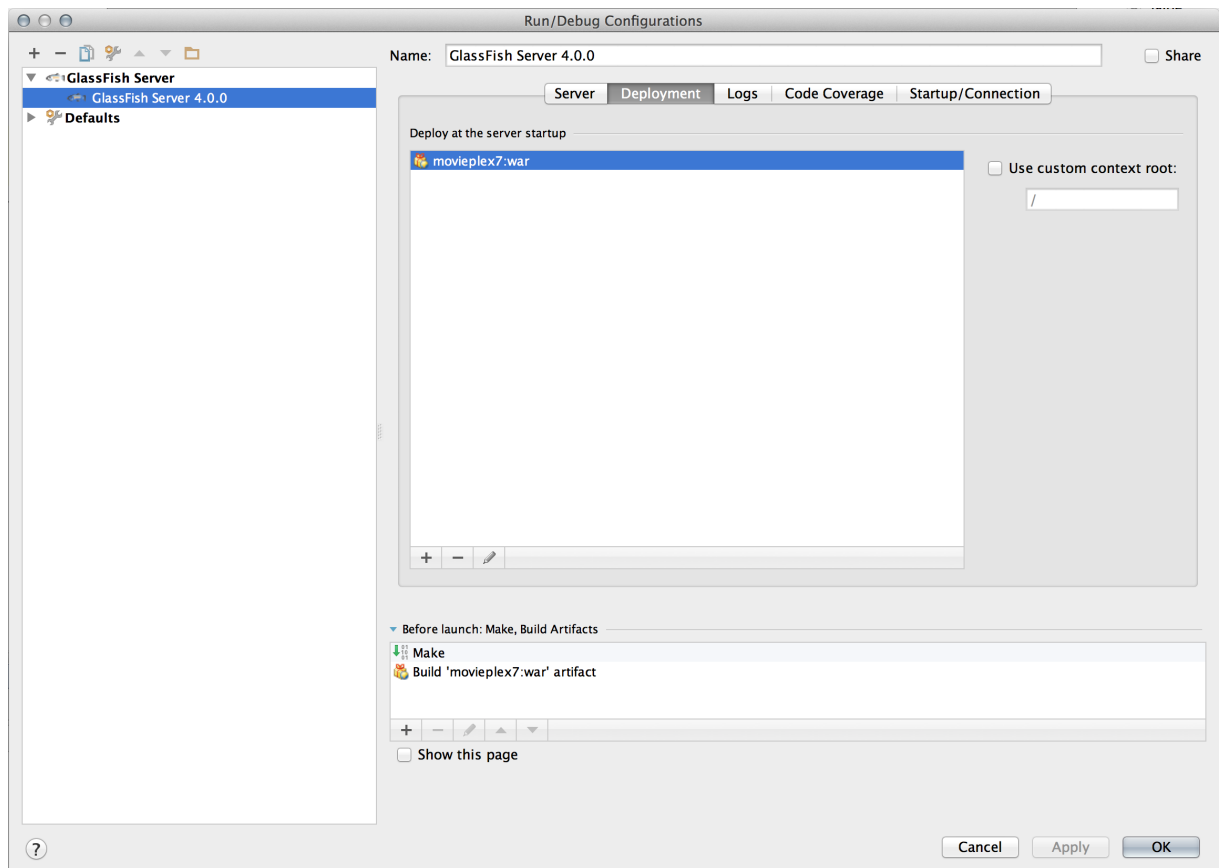 Run/Debug Configurations
GlassFish Server
GlassFish Server 4.0.0
Defaults
Name: GlassFish Server 4.0.0
Share
Server Deployment Logs Code Coverage Startup/Connection
Deploy at the server startup
movieplex7:war
Use custom context root:
/
Before launch: Make, Build Artifacts
Make
Build 'movieplex7:war' artifact
Show this page
?
Cancel Apply OK